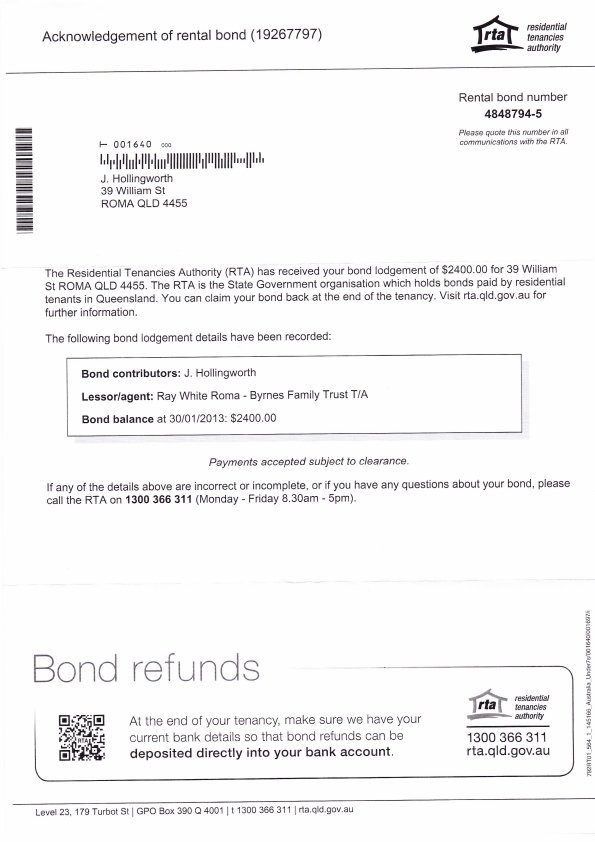 Acknowledgement of rental bond (19267797)
rta
residential
tenancies
authority
Rental bond number
4848794-5
Please quote this number in all
communications with the RTA.
⊢ 001640 000
J. Hollingworth
39 William St
ROMA QLD 4455
The Residential Tenancies Authority (RTA) has received your bond lodgement of $2400.00 for 39 William
St ROMA QLD 4455. The RTA is the State Government organisation which holds bonds paid by residential
tenants in Queensland. You can claim your bond back at the end of the tenancy. Visit rta.qld.gov.au for
further information.
The following bond lodgement details have been recorded:
Bond contributors: J. Hollingworth
Lessor/agent: Ray White Roma - Byrnes Family Trust T/A
Bond balance at 30/01/2013: $2400.00
Payments accepted subject to clearance.
If any of the details above are incorrect or incomplete, or if you have any questions about your bond, please
call the RTA on 1300 366 311 (Monday - Friday 8.30am - 5pm).
Bond refunds
RTA
At the end of your tenancy, make sure we have your
current bank details so that bond refunds can be
deposited directly into your bank account.
rta
residential
tenancies
authority
1300 366 311
rta.qld.gov.au
Level 23, 179 Turbot St | GPO Box 390 Q 4001 | t 1300 366 311 | rta.qld.gov.au